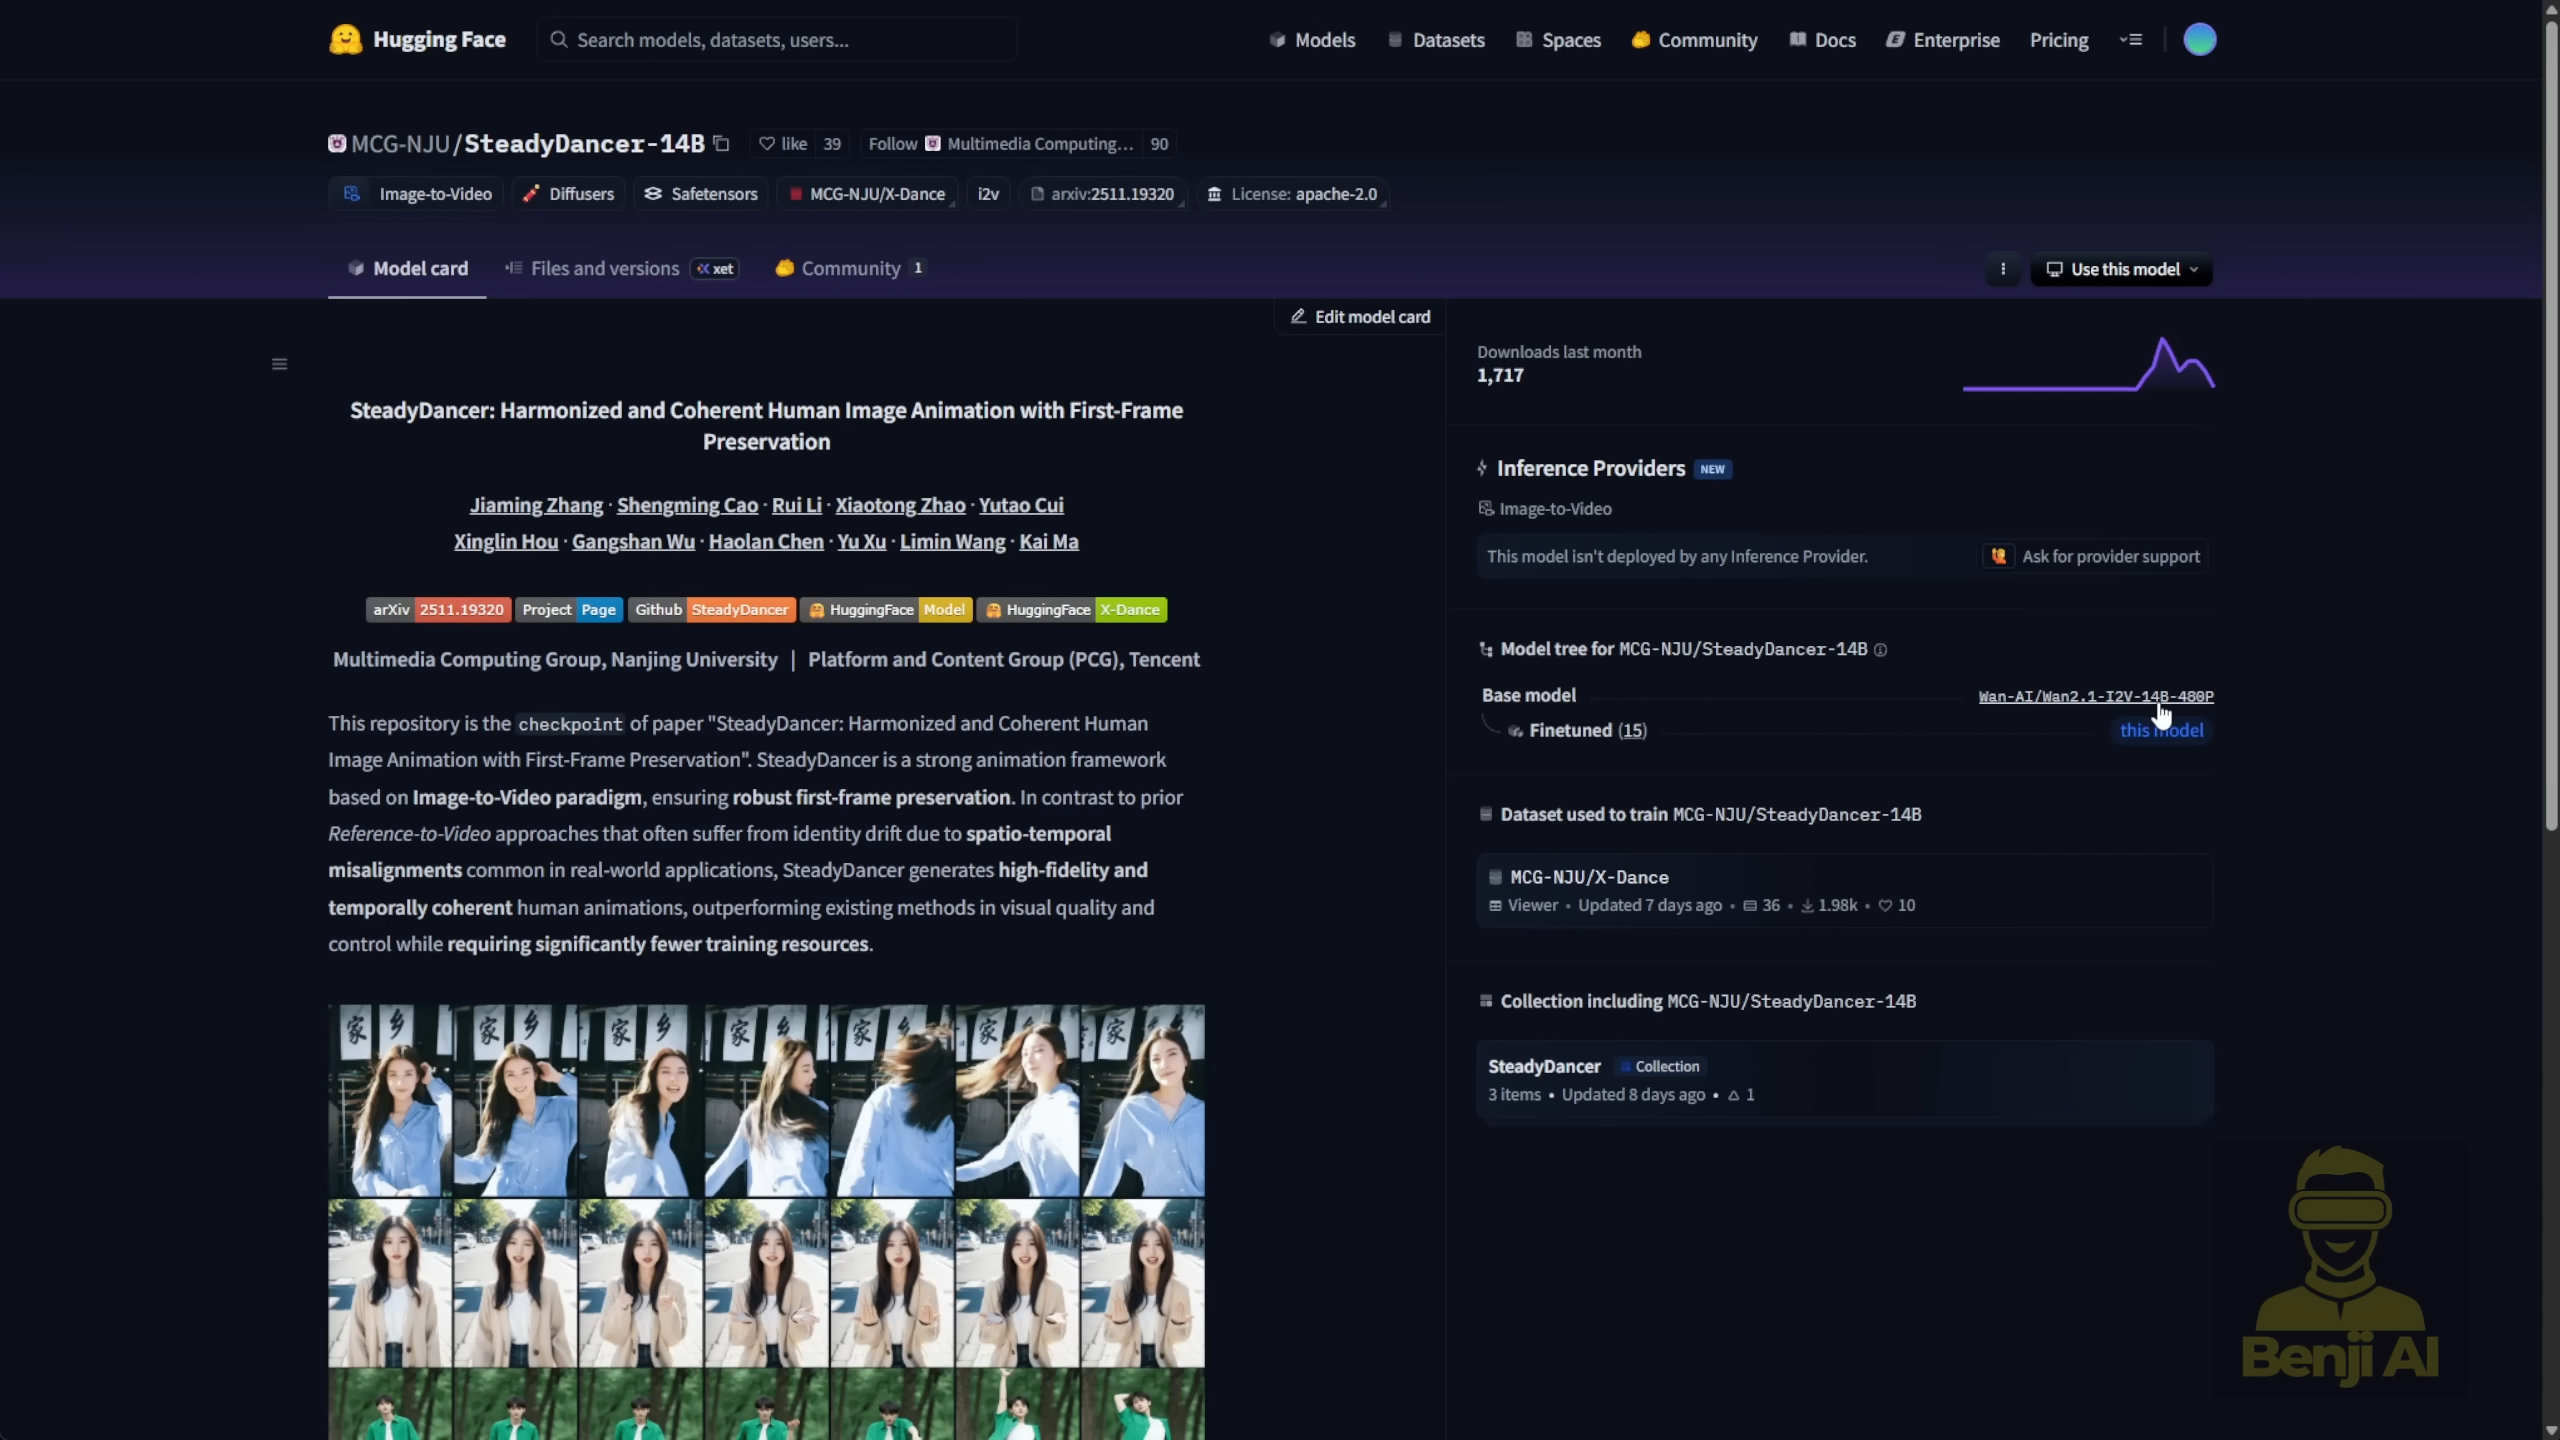 Hugging Face
Search models, datasets, users...
Models
Datasets
Spaces
Community
Docs
Enterprise
Pricing
MCG-NJU/SteadyDancer-14B
like 39
Follow Multimedia Computing... 90
Image-to-Video
Diffusers
Safetensors
MCG-NJU/X-Dance
i2v
arxiv:2511.19320
License: apache-2.0
Model card
Files and versions xet
Community 1
Use this model
Edit model card
SteadyDancer: Harmonized and Coherent Human Image Animation with First-Frame
Preservation
Jiaming Zhang · Shengming Cao · Rui Li · Xiaotong Zhao · Yutao Cui
Xinglin Hou · Gangshan Wu · Haolan Chen · Yu Xu · Limin Wang · Kai Ma
arXiv 2511.19320 Project Page Github SteadyDancer HuggingFace Model HuggingFace X-Dance
Multimedia Computing Group, Nanjing University | Platform and Content Group (PCG), Tencent
This repository is the checkpoint of paper "SteadyDancer: Harmonized and Coherent Human
Image Animation with First-Frame Preservation". SteadyDancer is a strong animation framework
based on Image-to-Video paradigm, ensuring robust first-frame preservation. In contrast to prior
Reference-to-Video approaches that often suffer from identity drift due to spatio-temporal
misalignments common in real-world applications, SteadyDancer generates high-fidelity and
temporally coherent human animations, outperforming existing methods in visual quality and
control while requiring significantly fewer training resources.
家 乡 家 乡 家 乡 家 乡 家 家 乡 家 乡
Downloads last month
1,717
Inference Providers NEW
Image-to-Video
This model isn't deployed by any Inference Provider.
Ask for provider support
Model tree for MCG-NJU/SteadyDancer-14B
Base model Wan-AI/Wan2.1-I2V-14B-480P
Finetuned (15) this model
Dataset used to train MCG-NJU/SteadyDancer-14B
MCG-NJU/X-Dance
Viewer • Updated 7 days ago • 36 • 1.98k • 10
Collection including MCG-NJU/SteadyDancer-14B
SteadyDancer Collection
3 items • Updated 8 days ago • 1
Benji AI